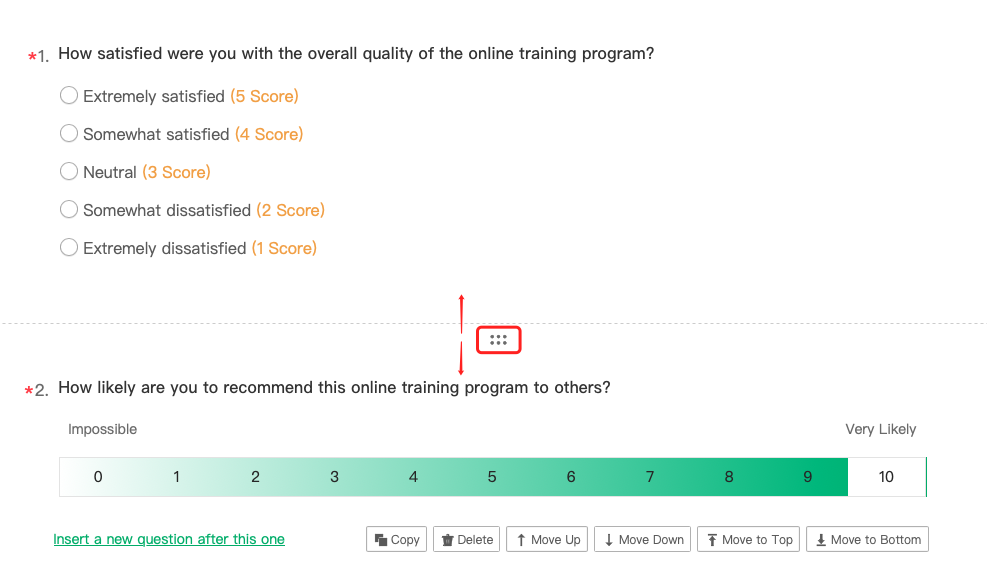 *1. How satisfied were you with the overall quality of the online training program?
Extremely satisfied (5 Score)
Somewhat satisfied (4 Score)
Neutral (3 Score)
Somewhat dissatisfied (2 Score)
Extremely dissatisfied (1 Score)
*2. How likely are you to recommend this online training program to others?
Impossible Very Likely
0 1 2 3 4 5 6 7 8 9 10
Insert a new question after this one Copy Delete Move Up Move Down Move to Top Move to Bottom